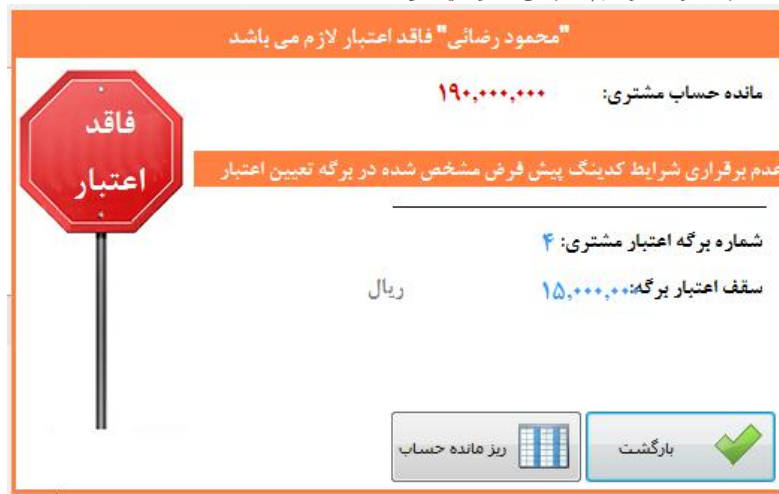 "محمود رضائی" فاقد اعتبار لازم می باشد
مانده حساب مشتری: ۱۹۰,۰۰۰,۰۰۰
فاقد
اعتبار
عدم برقراری شرایط کدینگ پیش فرض مشخص شده در برگه تعیین اعتبار
شماره برگه اعتبار مشتری: ۴
سقف اعتبار برگه: ۱۵,۰۰۰,۰۰۰ ریال
بازگشت
ریز مانده حساب